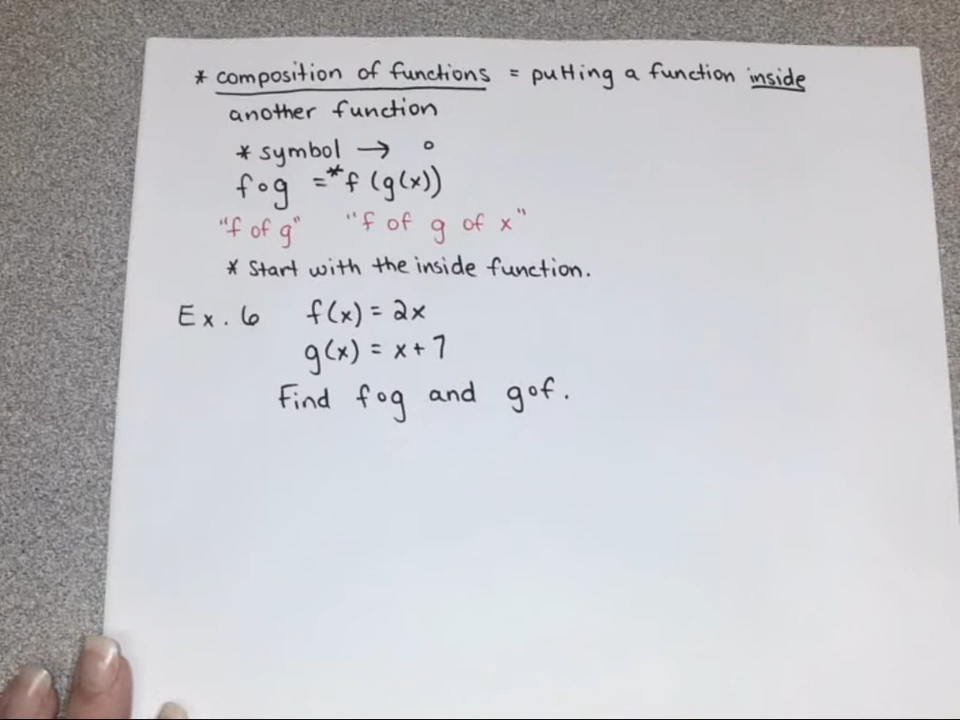 * composition of functions = putting a function inside
another function
* symbol → ∘
f∘g =* f(g(x))
"f of g" "f of g of x"
* Start with the inside function.
Ex. 6 f(x) = 2x
g(x) = x + 7
Find f∘g and g∘f.